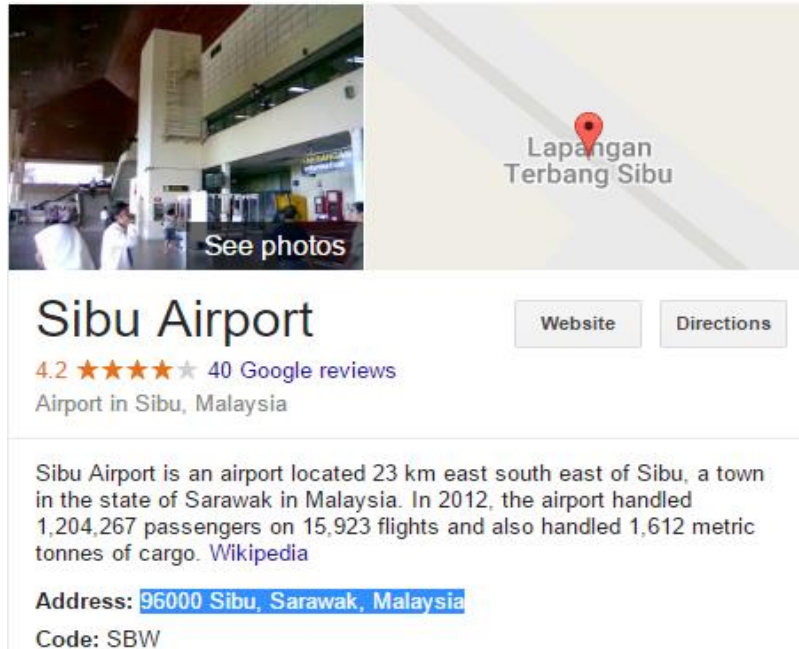 See photos
Lapangan
Terbang Sibu
Sibu Airport
Website
Directions
4.2 40 Google reviews
Airport in Sibu, Malaysia
Sibu Airport is an airport located 23 km east south east of Sibu, a town
in the state of Sarawak in Malaysia. In 2012, the airport handled
1,204,267 passengers on 15,923 flights and also handled 1,612 metric
tonnes of cargo. Wikipedia
Address: 96000 Sibu, Sarawak, Malaysia
Code: SBW